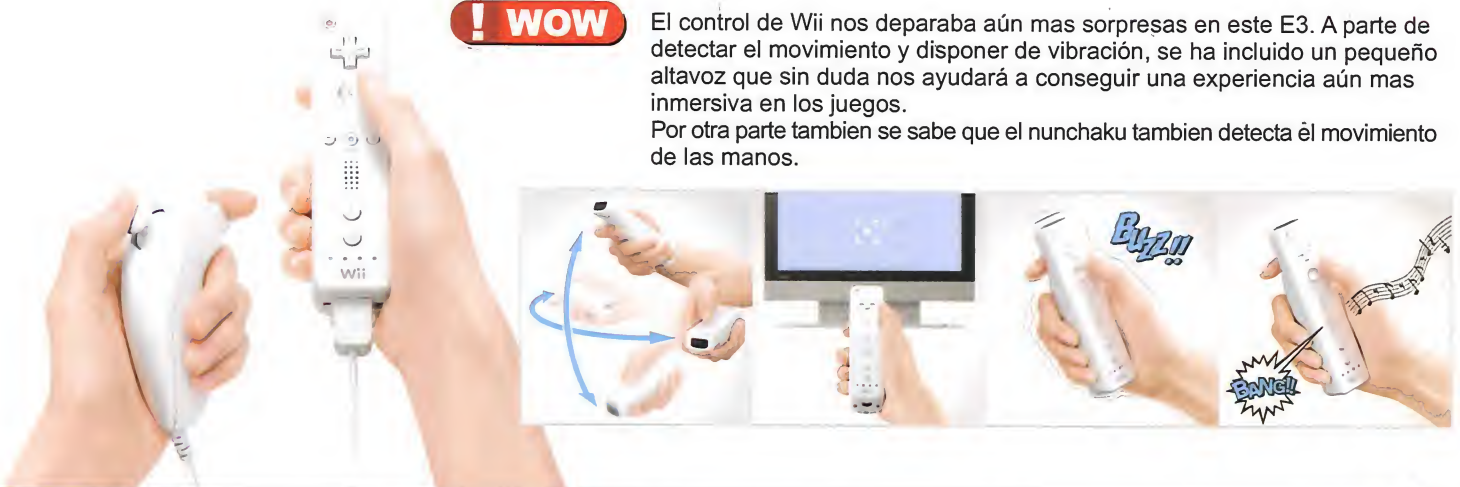 ! WOW
El control de Wii nos deparaba aún mas sorpresas en este E3. A parte de
detectar el movimiento y disponer de vibración, se ha incluido un pequeño
altavoz que sin duda nos ayudará a conseguir una experiencia aún mas
inmersiva en los juegos.
Por otra parte tambien se sabe que el nunchaku tambien detecta el movimiento
de las manos.
Wii
BUZZ!!
BANG!!